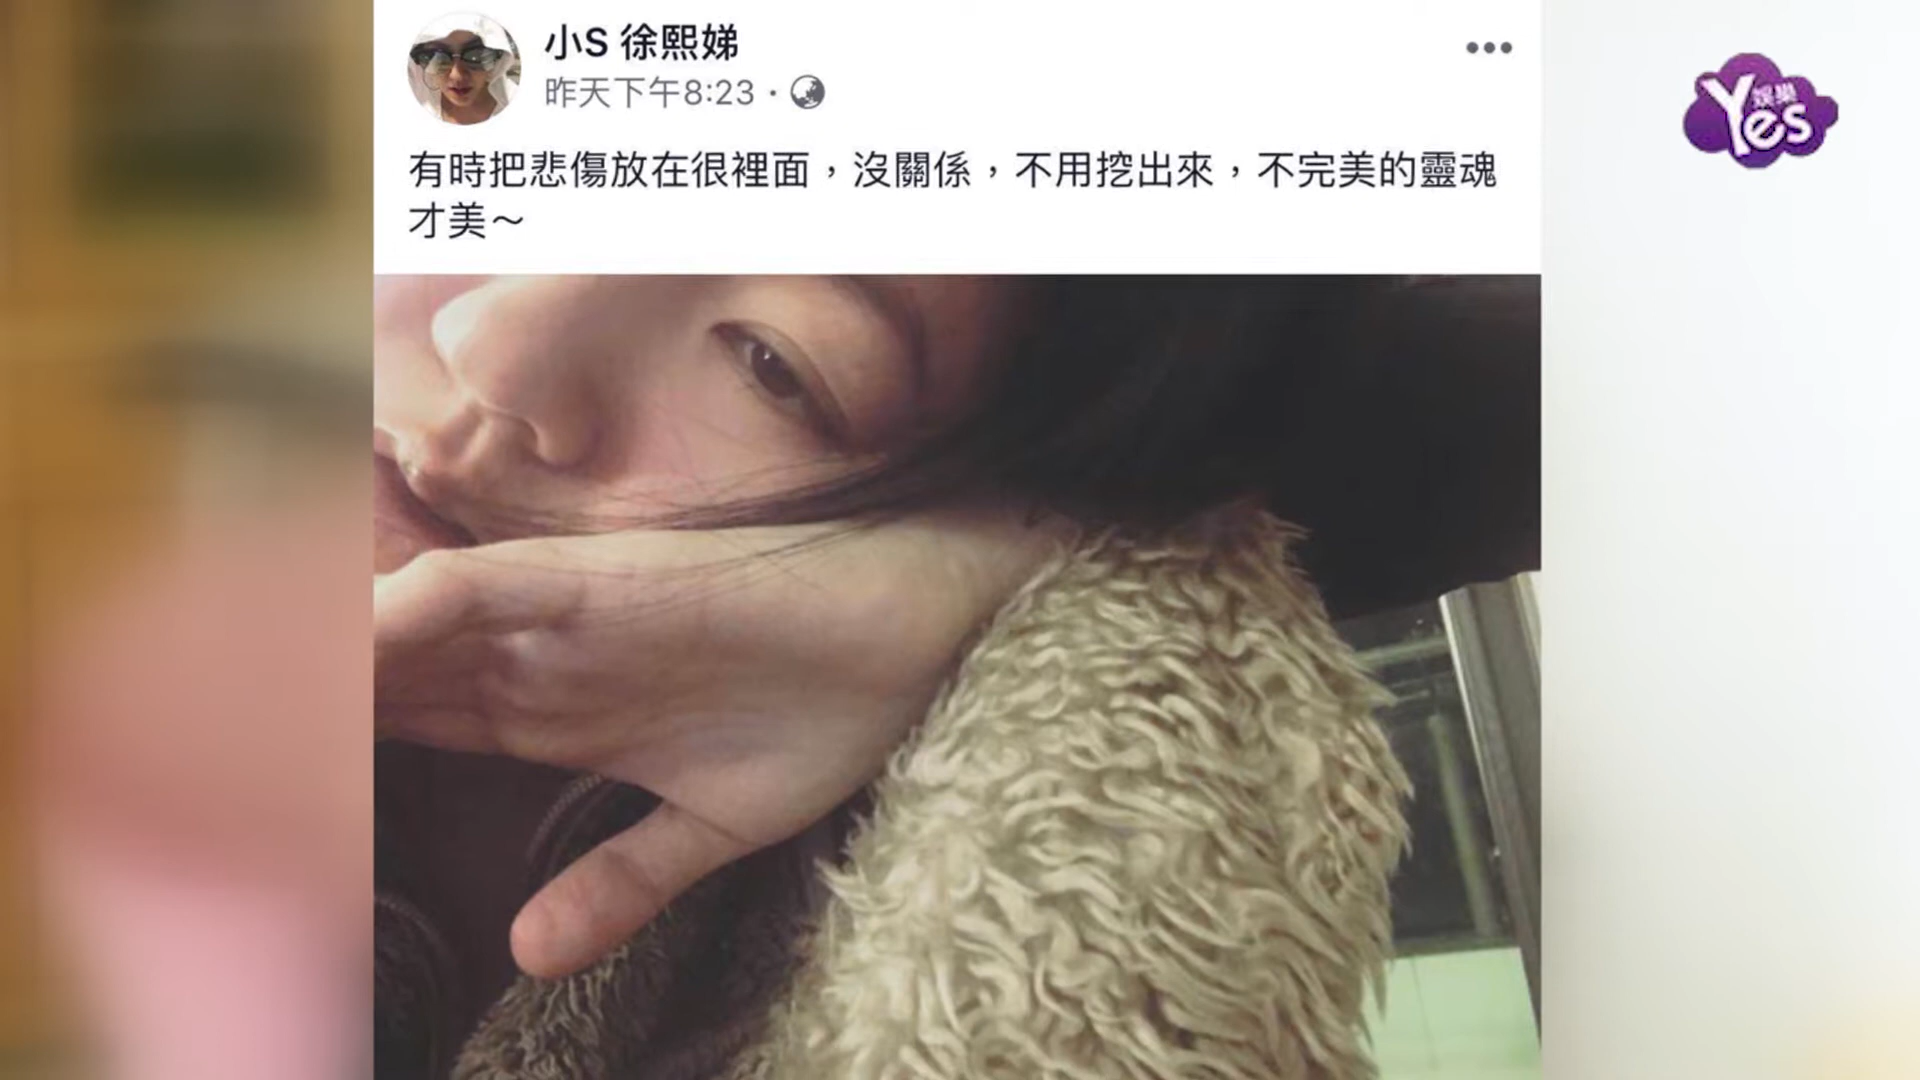 小S 徐熙娣
昨天下午8:23 ·
有時把悲傷放在很裡面，沒關係，不用挖出來，不完美的靈魂
才美～
Yes 娛樂